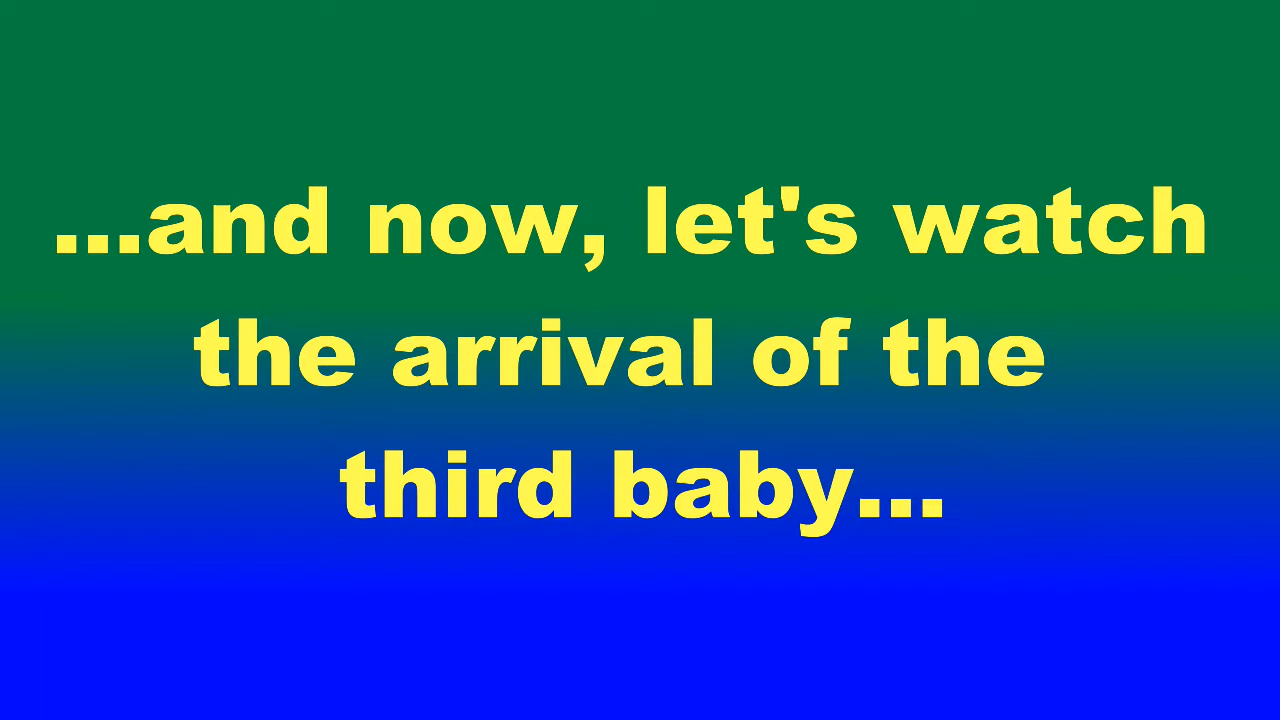 ...and now, let's watch
the arrival of the
third baby...